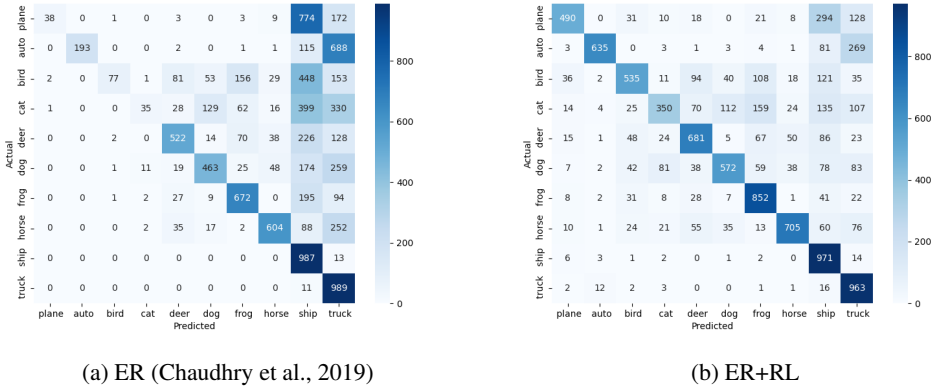 plane 38 0 1 0 3 0 3 9 774 172
auto 0 193 0 0 2 0 1 1 115 688
bird 2 0 77 1 81 53 156 29 448 153
cat 1 0 0 35 28 129 62 16 399 330
deer 0 0 2 0 522 14 70 38 226 128
dog 0 0 1 11 19 463 25 48 174 259
frog 0 0 1 2 27 9 672 0 195 94
horse 0 0 0 2 35 17 2 604 88 252
ship 0 0 0 0 0 0 0 0 987 13
truck 0 0 0 0 0 0 0 0 11 989
plane auto bird cat deer dog frog horse ship truck
Predicted
Actual
800
600
400
200
0
(a) ER (Chaudhry et al., 2019)
plane 490 0 31 10 18 0 21 8 294 128
auto 3 635 0 3 1 3 4 1 81 269
bird 36 2 535 11 94 40 108 18 121 35
cat 14 4 25 350 70 112 159 24 135 107
deer 15 1 48 24 681 5 67 50 86 23
dog 7 2 42 81 38 572 59 38 78 83
frog 8 2 31 8 28 7 852 1 41 22
horse 10 1 24 21 55 35 13 705 60 76
ship 6 3 1 2 0 1 2 0 971 14
truck 2 12 2 3 0 0 1 1 16 963
plane auto bird cat deer dog frog horse ship truck
Predicted
Actual
800
600
400
200
0
(b) ER+RL